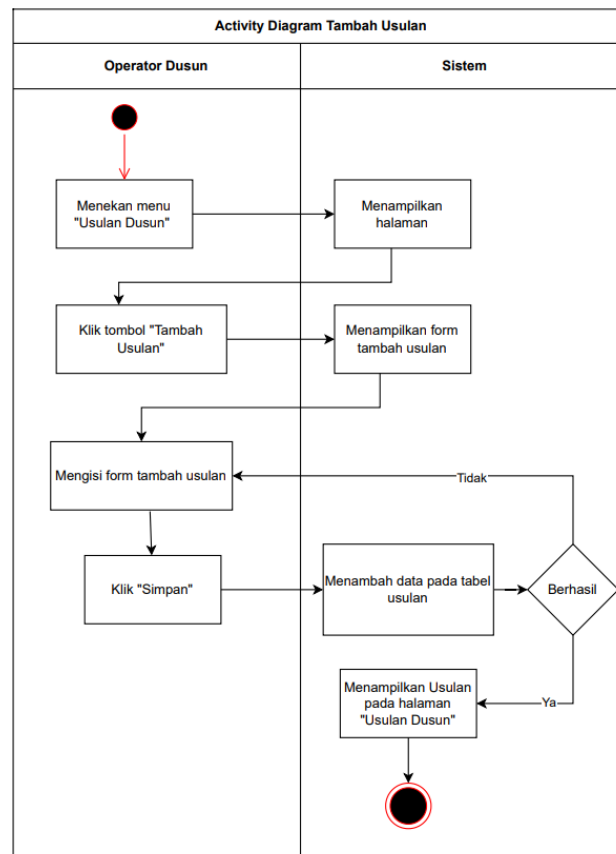 Activity Diagram Tambah Usulan
Operator Dusun
Sistem
Menekan menu
"Usulan Dusun"
Menampilkan
halaman
Klik tombol "Tambah
Usulan"
Menampilkan form
tambah usulan
Mengisi form tambah usulan
Tidak
Klik "Simpan"
Menambah data pada tabel
usulan
Berhasil
Menampilkan Usulan
pada halaman
"Usulan Dusun"
Ya